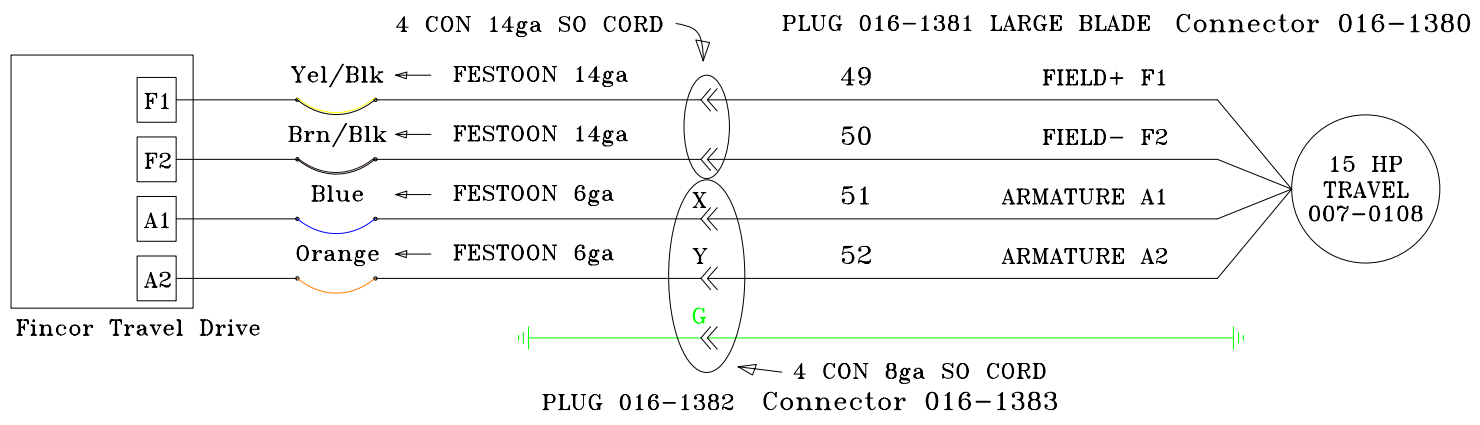 4 CON 14ga SO CORD
PLUG 016-1381 LARGE BLADE Connector 016-1380
F1 Yel/Blk FESTOON 14ga 49 FIELD+ F1
F2 Brn/Blk FESTOON 14ga 50 FIELD- F2
A1 Blue FESTOON 6ga X 51 ARMATURE A1
A2 Orange FESTOON 6ga Y 52 ARMATURE A2
15 HP
TRAVEL
007-0108
G
Fincor Travel Drive
4 CON 8ga SO CORD
PLUG 016-1382 Connector 016-1383